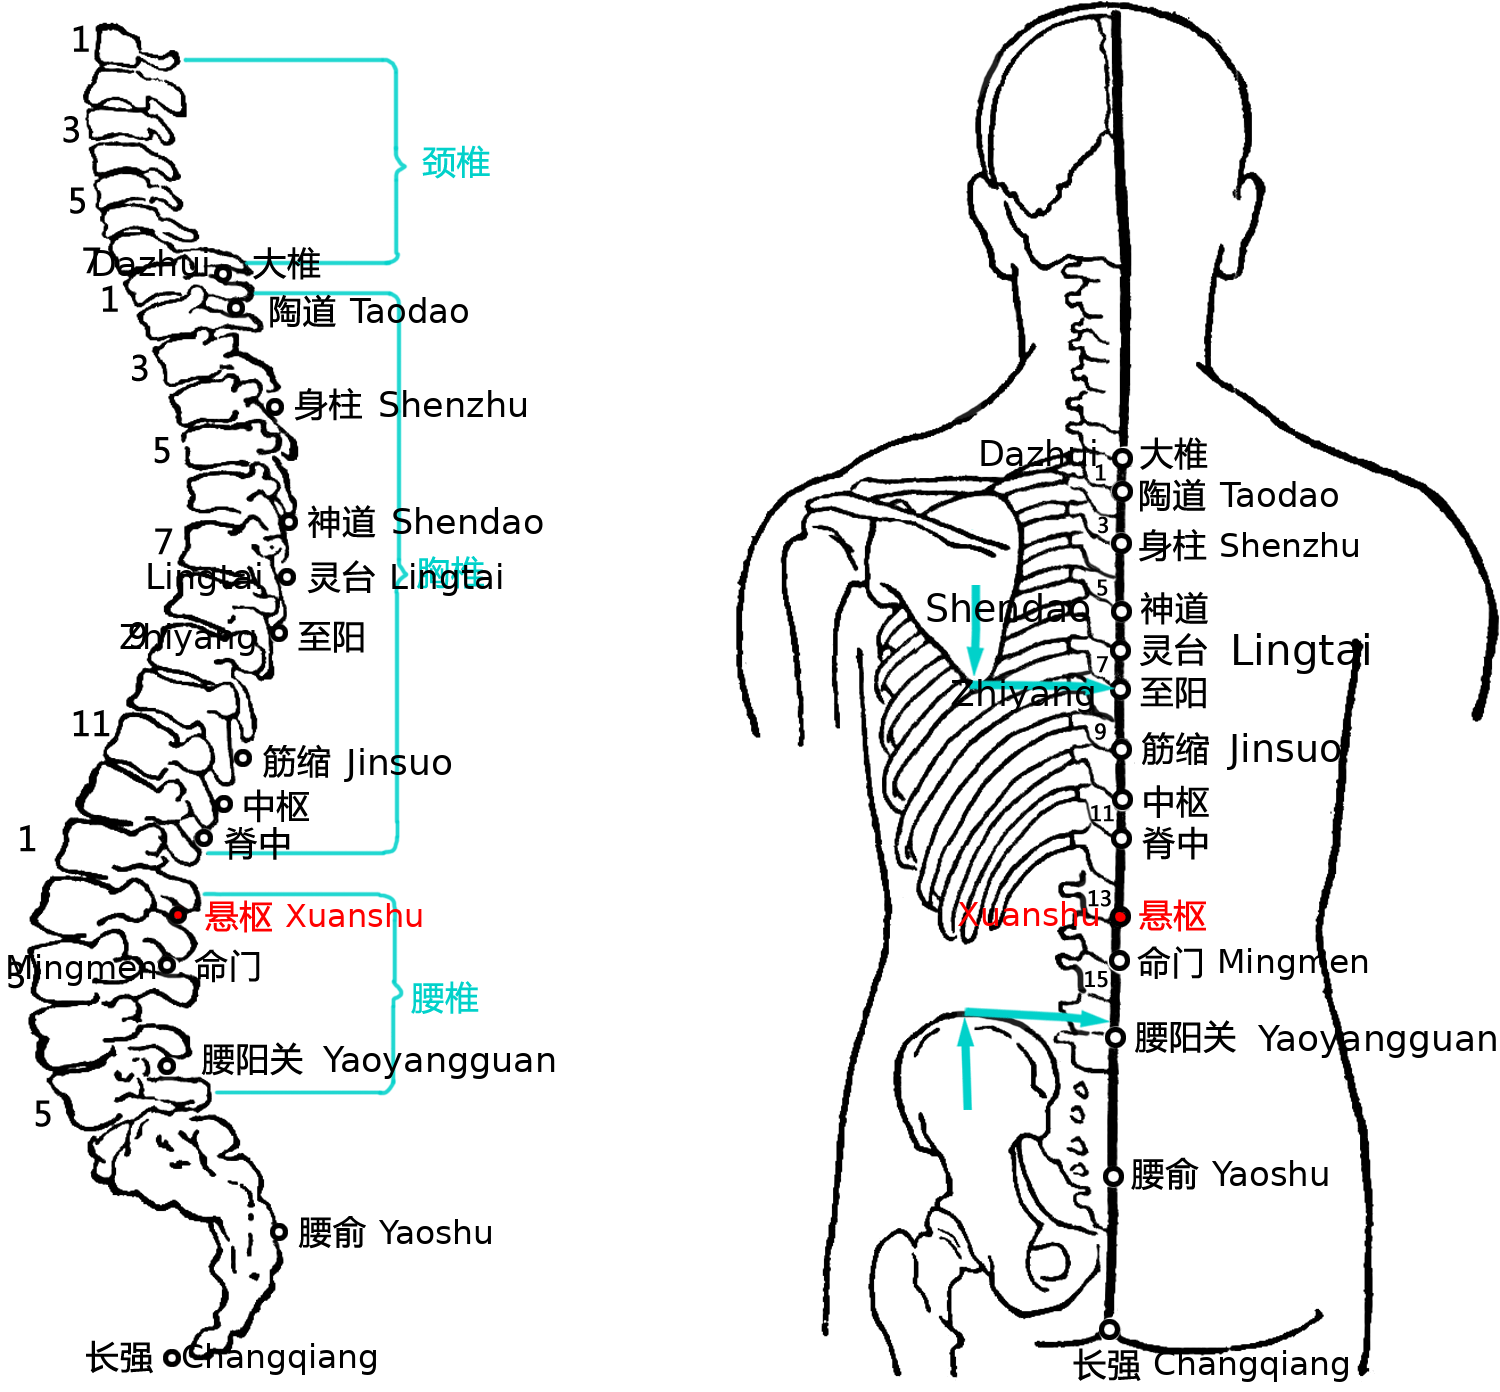 1
3
颈椎
5
7
Dazhui 大椎
1
陶道 Taodao
3
身柱 Shenzhu
5
神道 Shendao
7
胸椎
Lingtai 灵台 Lingtai
9
Zhiyang 至阳
11
筋缩 Jinsuo
中枢
1
脊中
悬枢 Xuanshu
Mingmen 命门
3
腰椎
腰阳关 Yaoyangguan
5
腰俞 Yaoshu
长强 Changqiang
Dazhui 大椎
1
陶道 Taodao
3
身柱 Shenzhu
5
Shendao 神道
灵台 Lingtai
7
Zhiyang 至阳
9
筋缩 Jinsuo
中枢
11
脊中
13
Xuanshu 悬枢
命门 Mingmen
15
腰阳关 Yaoyangguan
腰俞 Yaoshu
长强 Changqiang